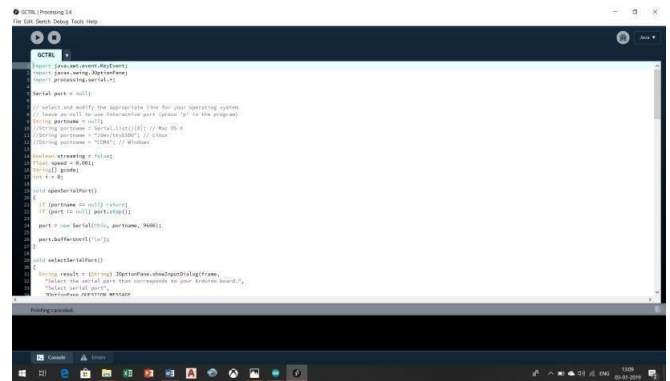 GCTRL | Processing 3.4
File Edit Sketch Debug Tools Help
Java
GCTRL
import java.awt.event.KeyEvent;
import javax.swing.JOptionPane;
import processing.serial.*;
Serial port = null;
// select and modify the appropriate line for your operating system
// leave as null to use interactive port (press 'p' in the program)
String portname = null;
//String portname = Serial.list()[0]; // Mac OS X
//String portname = "/dev/ttyUSB0"; // Linux
//String portname = "COM6"; // Windows
boolean streaming = false;
float speed = 0.001;
String[] gcode;
int i = 0;
void openSerialPort()
{
if (portname == null) return;
if (port != null) port.stop();
port = new Serial(this, portname, 9600);
port.bufferUntil('\n');
}
void selectSerialPort()
{
String result = (String) JOptionPane.showInputDialog(frame,
"Select the serial port that corresponds to your Arduino board.",
"Select serial port",
JOptionPane.QUESTION_MESSAGE
Printing canceled.
Console
Errors
ENG
13:09
03-01-2019